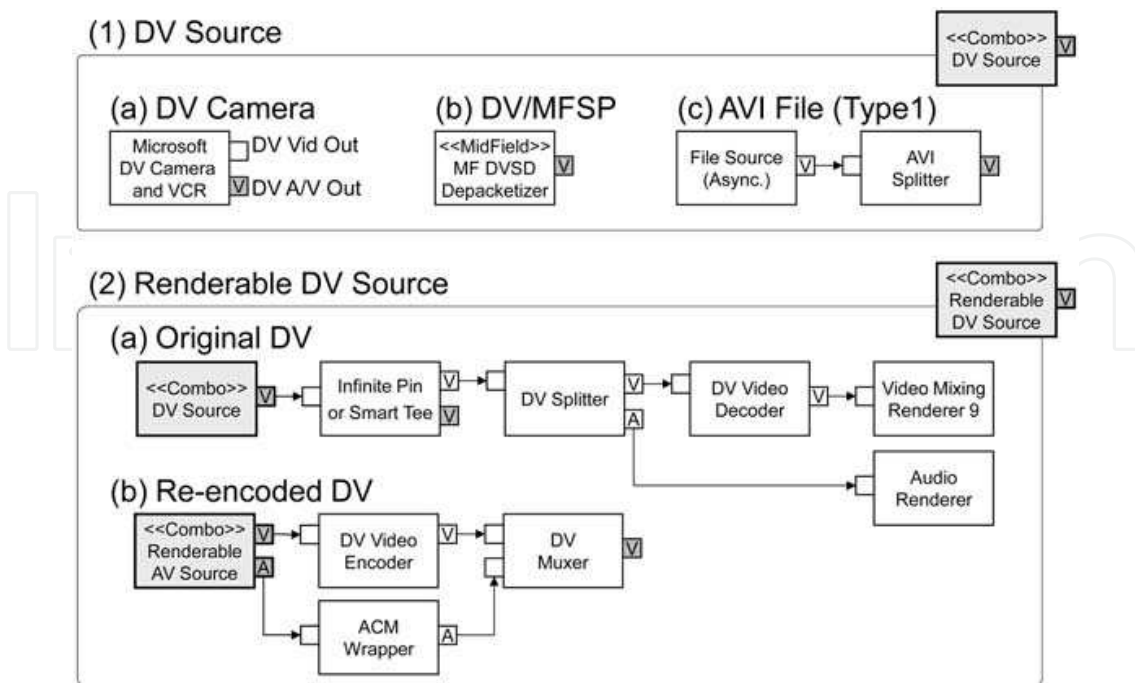 (1) DV Source
<<Combo>>
DV Source
V
(a) DV Camera
Microsoft
DV Camera
and VCR
DV Vid Out
V
DV A/V Out
(b) DV/MFSP
<<MidField>>
MF DVSD
Depacketizer
V
(c) AVI File (Type1)
File Source
(Async.)
V
AVI
Splitter
V
(2) Renderable DV Source
<<Combo>>
Renderable
DV Source
V
(a) Original DV
<<Combo>>
DV Source
V
Infinite Pin
or Smart Tee
V
V
DV Splitter
V
A
DV Video
Decoder
V
Video Mixing
Renderer 9
Audio
Renderer
(b) Re-encoded DV
<<Combo>>
Renderable
AV Source
V
A
DV Video
Encoder
V
DV
Muxer
V
ACM
Wrapper
A